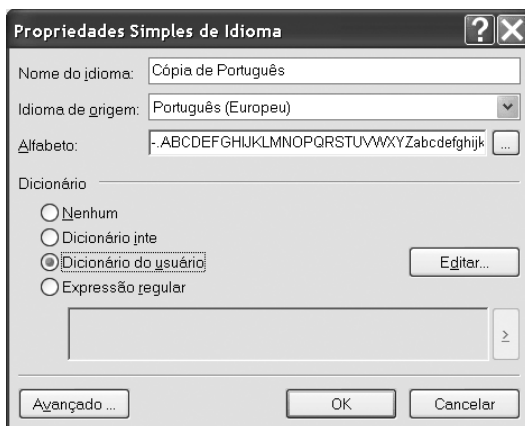 Propriedades Simples de Idioma
Nome do idioma: Cópia de Português
Idioma de origem: Português (Europeu)
Alfabeto: -.ABCDEFGHIJKLMNOPQRSTUVWXYZabcdefghijk ...
Dicionário
Nenhum
Dicionário inte
Dicionário do usuário
Editar...
Expressão regular
>
Avançado ... OK Cancelar